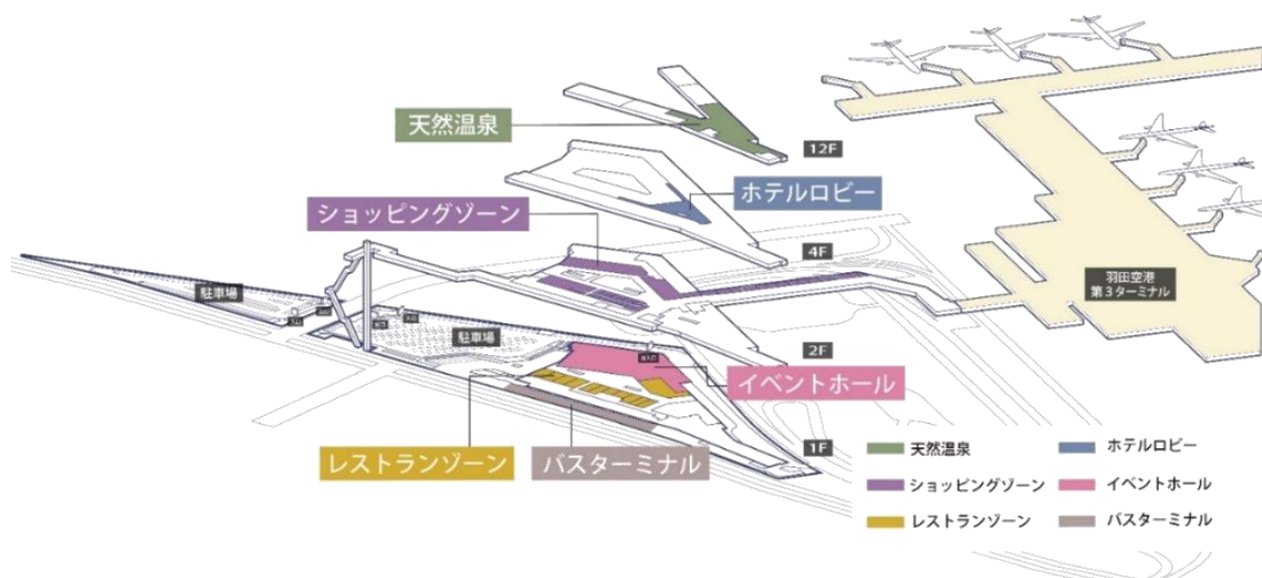 天然温泉
12F
ホテルロビー
ショッピングゾーン
4F
羽田空港
第3ターミナル
駐車場
駐車場
2F
イベントホール
レストランゾーン
バスターミナル
1F
天然温泉
ホテルロビー
ショッピングゾーン
イベントホール
レストランゾーン
バスターミナル